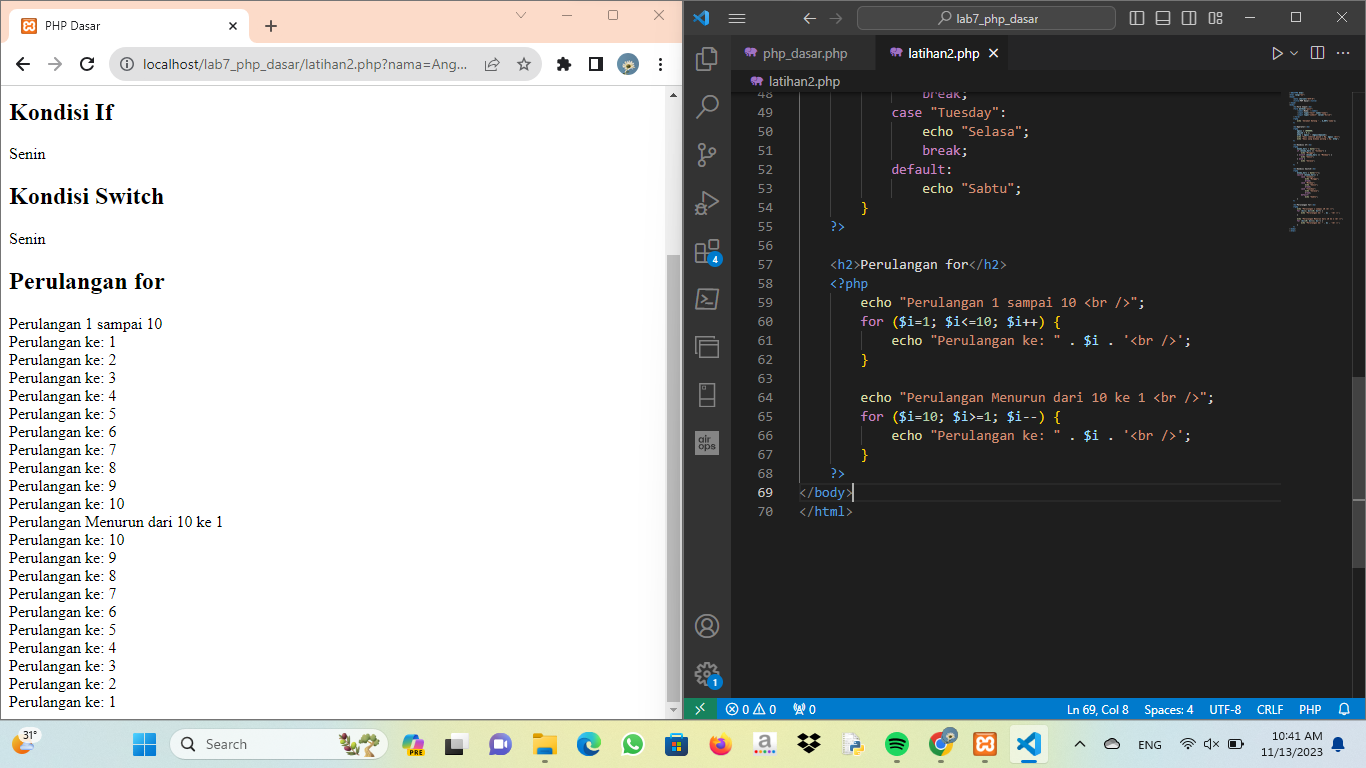 PHP Dasar
localhost/lab7_php_dasar/latihan2.php?nama=Ang...
Kondisi If
Senin
Kondisi Switch
Senin
Perulangan for
Perulangan 1 sampai 10
Perulangan ke: 1
Perulangan ke: 2
Perulangan ke: 3
Perulangan ke: 4
Perulangan ke: 5
Perulangan ke: 6
Perulangan ke: 7
Perulangan ke: 8
Perulangan ke: 9
Perulangan ke: 10
Perulangan Menurun dari 10 ke 1
Perulangan ke: 10
Perulangan ke: 9
Perulangan ke: 8
Perulangan ke: 7
Perulangan ke: 6
Perulangan ke: 5
Perulangan ke: 4
Perulangan ke: 3
Perulangan ke: 2
Perulangan ke: 1
lab7_php_dasar
php_dasar.php latihan2.php
latihan2.php
4
air
ops
1
48 break;
49 case "Tuesday":
50 echo "Selasa";
51 break;
52 default:
53 echo "Sabtu";
54 }
55 ?>
56
57 <h2>Perulangan for</h2>
58 <?php
59 echo "Perulangan 1 sampai 10 <br />";
60 for ($i=1; $i<=10; $i++) {
61 echo "Perulangan ke: " . $i . '<br />';
62 }
63
64 echo "Perulangan Menurun dari 10 ke 1 <br />";
65 for ($i=10; $i>=1; $i--) {
66 echo "Perulangan ke: " . $i . '<br />';
67 }
68 ?>
69 </body>
70 </html>
0 0 0 Ln 69, Col 8 Spaces: 4 UTF-8 CRLF PHP
31° Search PRE a ENG 10:41 AM
11/13/2023